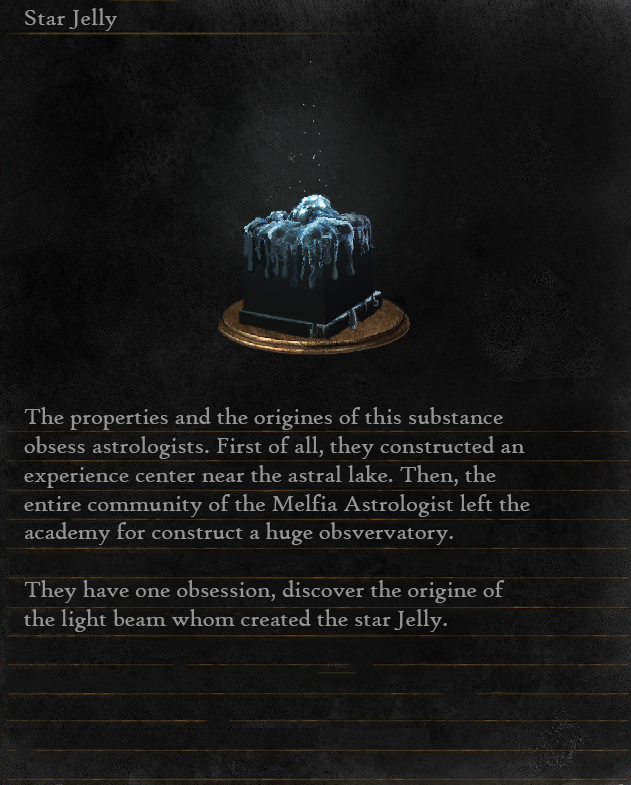 Star Jelly
The properties and the origines of this substance
obsess astrologists. First of all, they constructed an
experience center near the astral lake. Then, the
entire community of the Melfia Astrologist left the
academy for construct a huge obsvervatory.
They have one obsession, discover the origine of
the light beam whom created the star Jelly.